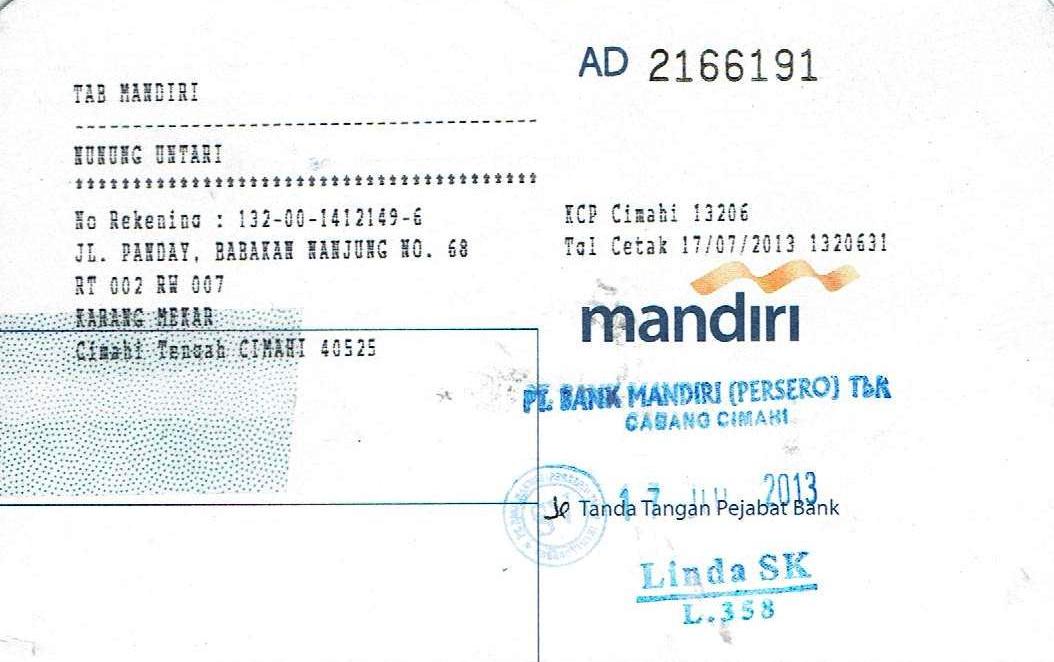 AD 2166191
TAB MANDIRI
NUNUNG UNTARI
No Rekening : 132-00-1412149-6
JL. PANDAY, BABAKAN NANJUNG NO. 68
RT 002 RW 007
KARANG MEKAR
Cimahi Tengah CIMAHI 40525
KCP Cimahi 13206
Tgl Cetak 17/07/2013 1320631
mandiri
PT. BANK MANDIRI (PERSERO) Tbk
CABANG CIMAHI
17 JUL 2013
Tanda Tangan Pejabat Bank
Linda SK
L.358